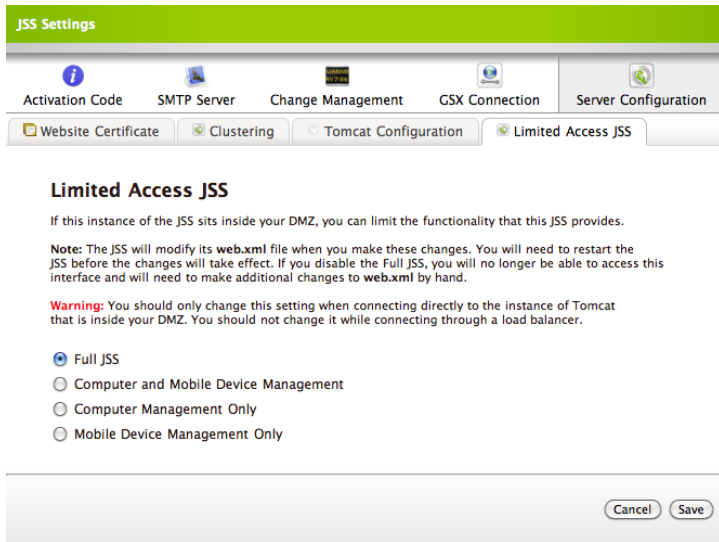 JSS Settings
Activation Code
SMTP Server
Change Management
GSX Connection
Server Configuration
Website Certificate
Clustering
Tomcat Configuration
Limited Access JSS
Limited Access JSS
If this instance of the JSS sits inside your DMZ, you can limit the functionality that this JSS provides.
Note: The JSS will modify its web.xml file when you make these changes. You will need to restart the
JSS before the changes will take effect. If you disable the Full JSS, you will no longer be able to access this
interface and will need to make additional changes to web.xml by hand.
Warning: You should only change this setting when connecting directly to the instance of Tomcat
that is inside your DMZ. You should not change it while connecting through a load balancer.
Full JSS
Computer and Mobile Device Management
Computer Management Only
Mobile Device Management Only
Cancel
Save